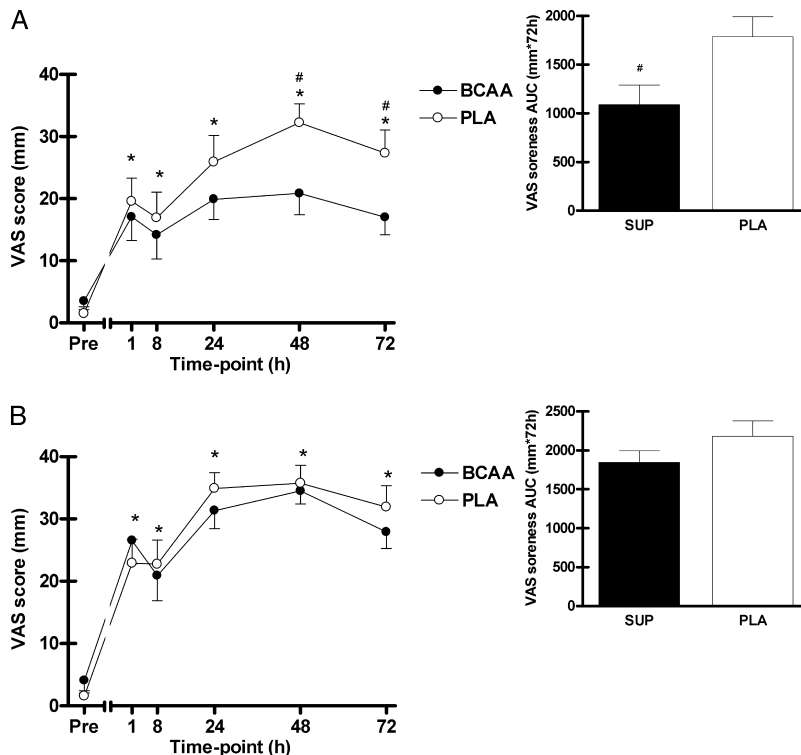 A
VAS score (mm)
40
30
20
10
0
* * * # * # *
Pre 1 8 24 48 72
Time-point (h)
BCAA
PLA
VAS soreness AUC (mm*72h)
2000
1500
1000
500
0
#
SUP PLA
B
VAS score (mm)
40
30
20
10
0
* * * * *
Pre 1 8 24 48 72
Time-point (h)
BCAA
PLA
VAS soreness AUC (mm*72h)
2500
2000
1500
1000
500
0
SUP PLA